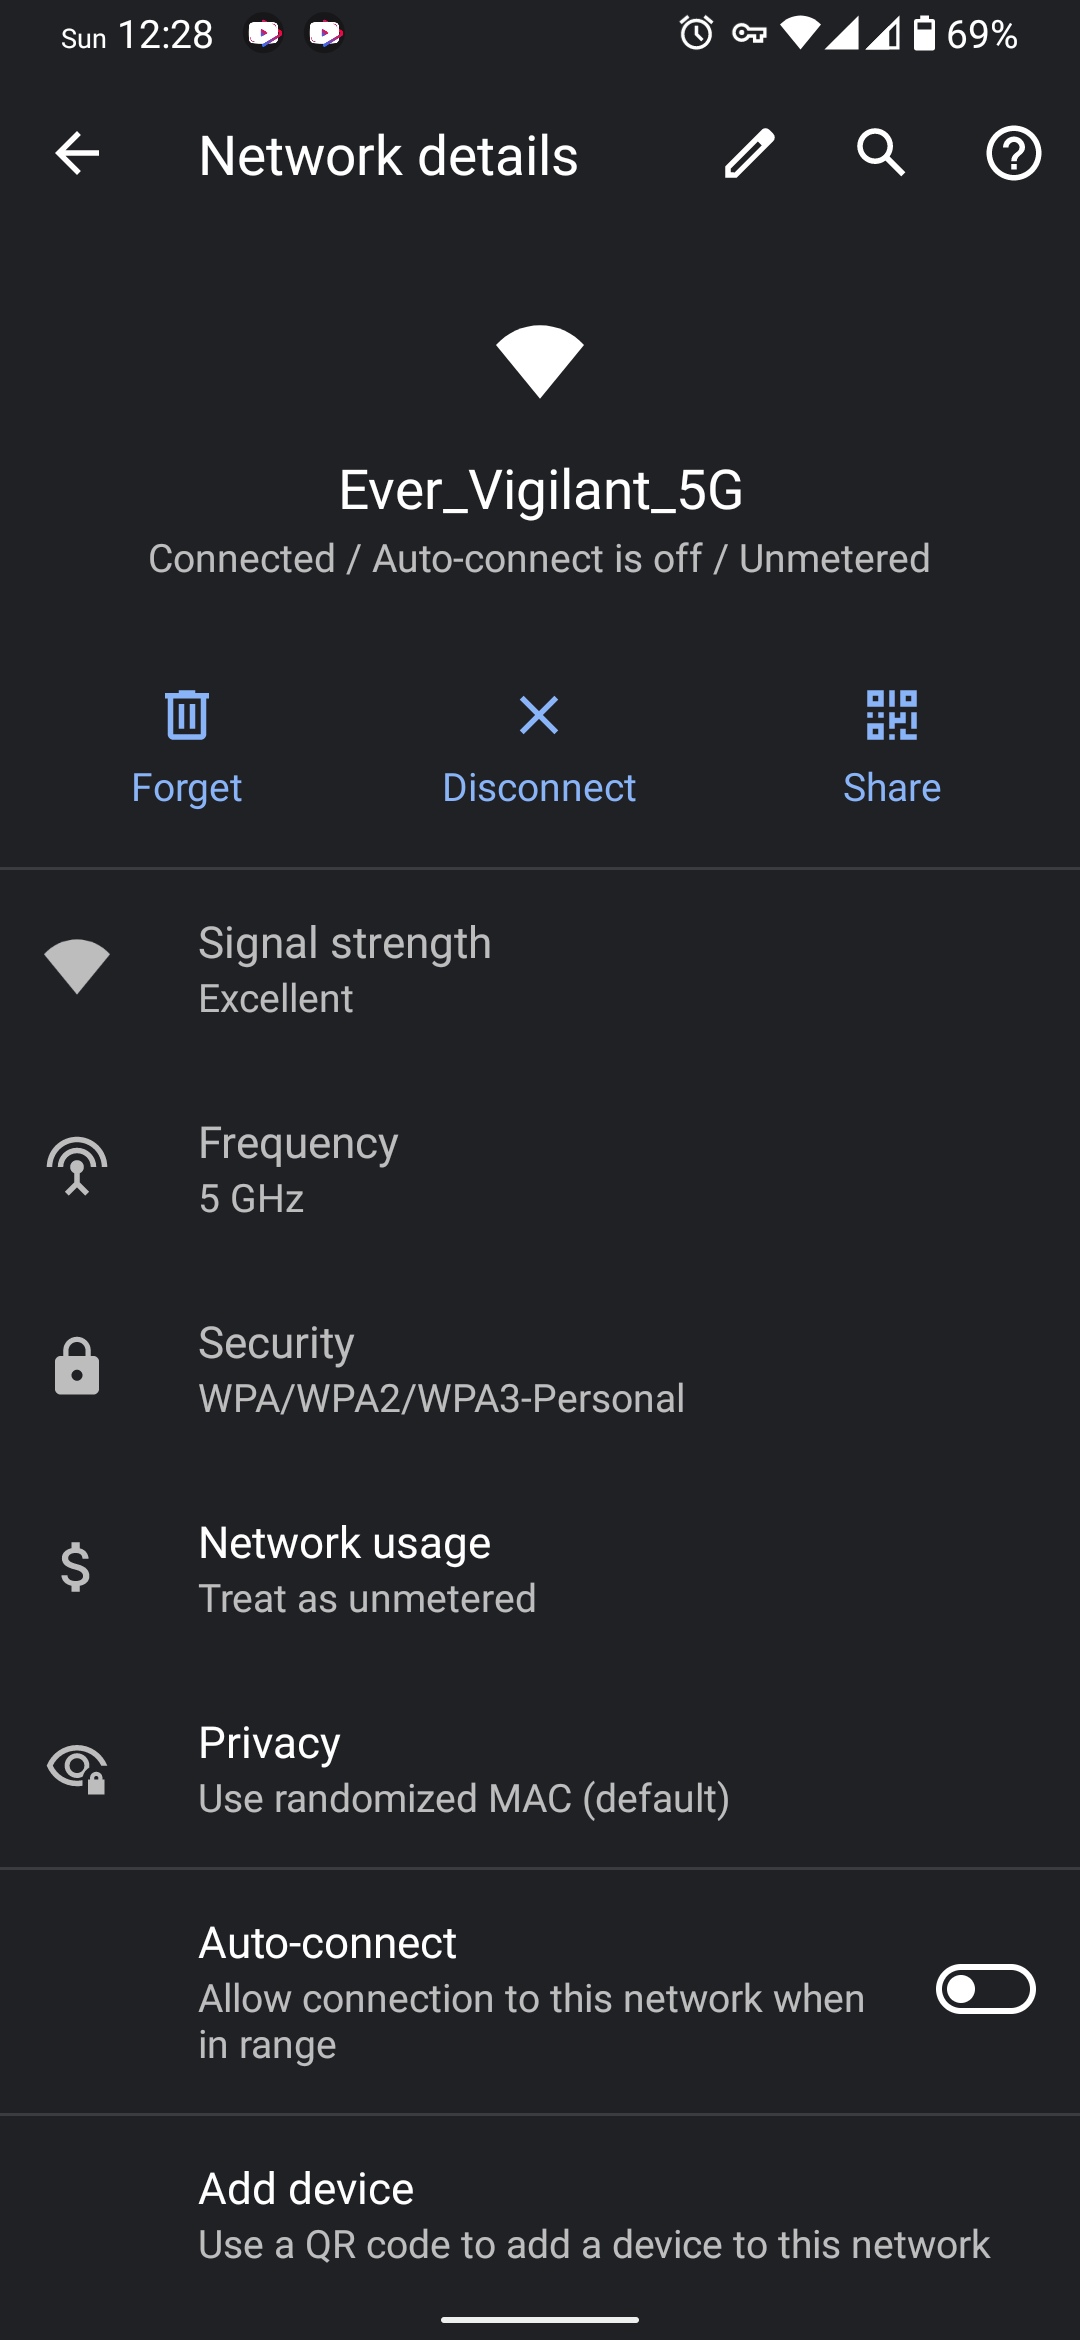 Sun 12:28 69%
Network details
Ever_Vigilant_5G
Connected / Auto-connect is off / Unmetered
Forget Disconnect Share
Signal strength
Excellent
Frequency
5 GHz
Security
WPA/WPA2/WPA3-Personal
Network usage
Treat as unmetered
Privacy
Use randomized MAC (default)
Auto-connect
Allow connection to this network when
in range
Add device
Use a QR code to add a device to this network